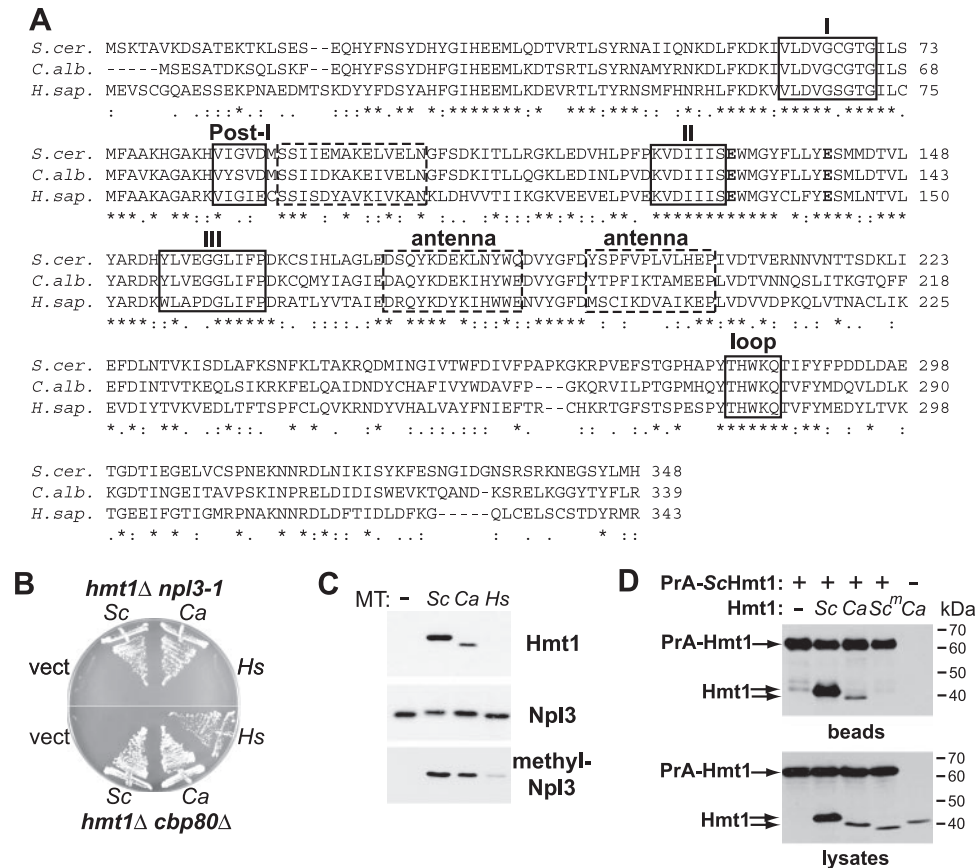 A
I
S.cer. MSKTAVKDSATEKTKLSES--EQHYFNSYDHYGIHEEMLQDTVRTLSYRNAIIQNKDLFKDKIVLDVGCGTGILS 73
C.alb. -----MSESATDKSQLSKF--EQHYFSSYDHFGIHEEMLKDTSRTLSYRNAMYRNKDLFKDKIVLDVGCGTGILS 68
H.sap. MEVSCGQAESSEKPNAEDMTSKDYYFDSYAHFGIHEEMLKDEVRTLTYRNSMFHNRHLFKDKVVLDVGSGTGILC 75
Post-I II
S.cer. MFAAKHGAKHVIGVDMSSIIEMAKELVELNGFSDKITLLRGKLEDVHLPFPKVDIIISEWMGYFLLYESMMDTVL 148
C.alb. MFAVKAGAKHVYSVDMSSIIDKAKEIVELNGFSDKITLLQGKLEDINLPVDKVDIIISEWMGYFLLYESMLDTVL 143
H.sap. MFAAKAGARKVIGIECSSISDYAVKIVKANKLDHVVTIIKGKVEEVELPVEKVDIIISEWMGYCLFYESMLNTVL 150
III antenna antenna
S.cer. YARDHYLVEGGLIFPDKCSIHLAGLEDSQYKDEKLNYWQDVYGFDYSPFVPLVLHEPIVDTVERNNVNTTSDKLI 223
C.alb. YARDRYLVEGGLIFPDKCQMYIAGIEDAQYKDEKIHYWEDVYGFDYTPFIKTAMEEPLVDTVNNQSLITKGTQFF 218
H.sap. YARDKWLAPDGLIFPDRATLYVTAIEDRQYKDYKIHWWENVYGFDMSCIKDVAIKEPLVDVVDPKQLVTNACLIK 225
loop
S.cer. EFDLNTVKISDLAFKSNFKLTAKRQDMINGIVTWFDIVFPAPKGKRPVEFSTGPHAPYTHWKQTIFYFPDDLDAE 298
C.alb. EFDINTVTKEQLSIKRKFELQAIDNDYCHAFIVYWDAVFP---GKQRVILPTGPMHQYTHWKQTVFYMDQVLDLK 290
H.sap. EVDIYTVKVEDLTFTSPFCLQVKRNDYVHALVAYFNIEFTR--CHKRTGFSTSPESPYTHWKQTVFYMEDYLTVK 298
S.cer. TGDTIEGELVCSPNEKNNRDLNIKISYKFESNGIDGNSRSRKNEGSYLMH 348
C.alb. KGDTINGEITAVPSKINPRELDIDISWEVKTQAND-KSRELKGGYTYFLR 339
H.sap. TGEEIFGTIGMRPNAKNNRDLDFTIDLDFKG-----QLCELSCSTDYRMR 343
B
hmt1Δ npl3-1
Sc Ca
vect Hs
vect Hs
Sc Ca
hmt1Δ cbp80Δ
C
MT: – Sc Ca Hs
Hmt1
Npl3
methyl-
Npl3
D
PrA-ScHmt1: + + + + –
Hmt1: – Sc Ca Scᵐ Ca kDa
PrA-Hmt1
70
60
50
Hmt1
40
beads
PrA-Hmt1
70
60
50
Hmt1
40
lysates